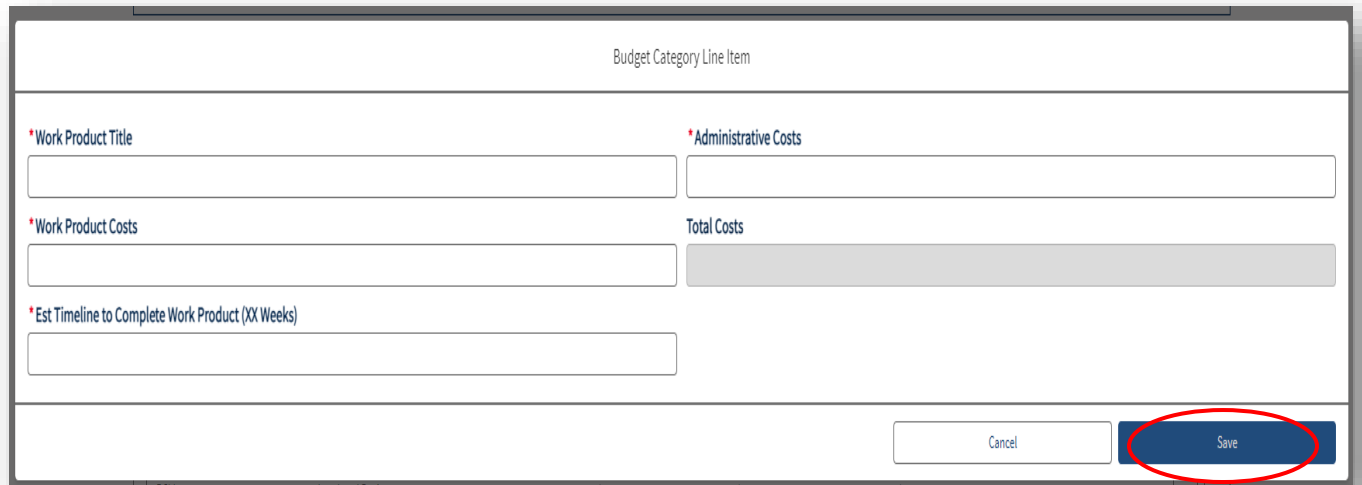 Budget Category Line Item
*Work Product Title
*Administrative Costs
*Work Product Costs
Total Costs
*Est Timeline to Complete Work Product (XX Weeks)
Cancel
Save